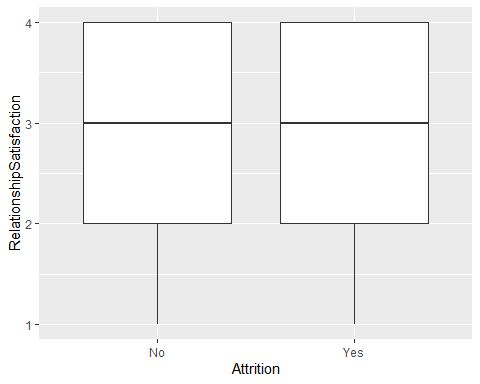 RelationshipSatisfaction
4
3
2
1
No Yes
Attrition